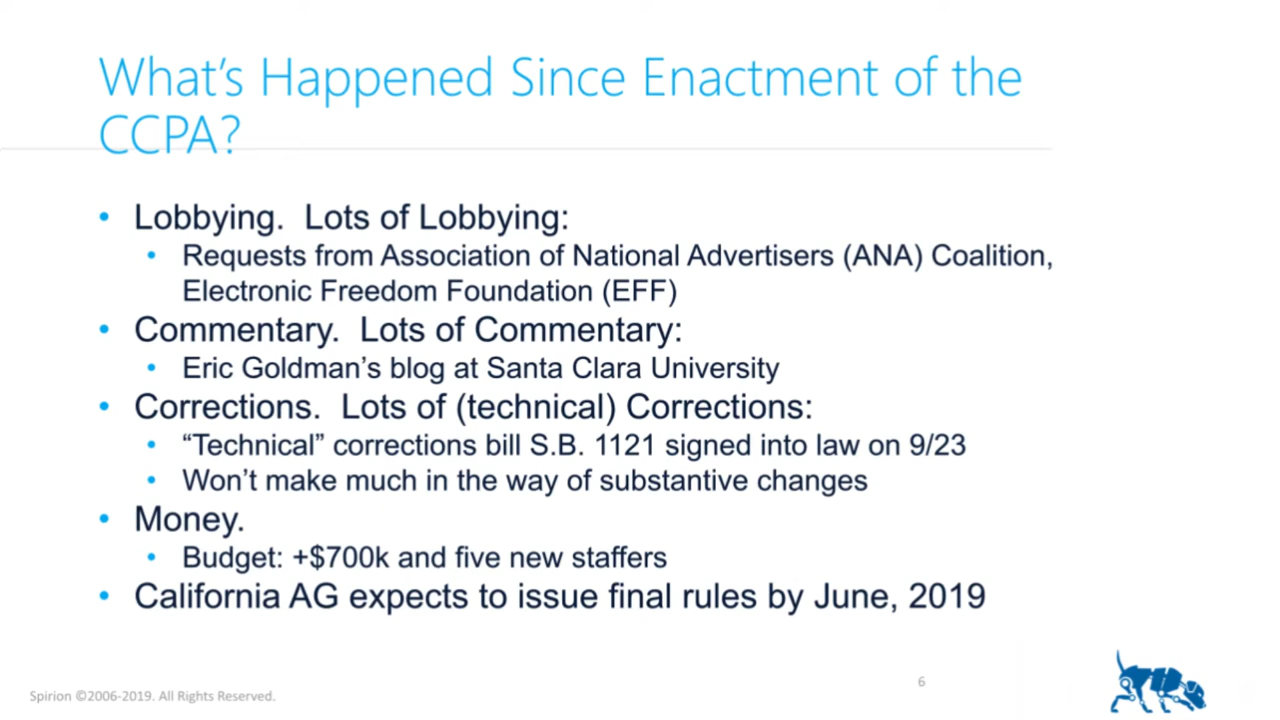 What's Happened Since Enactment of the
CCPA?
• Lobbying.  Lots of Lobbying:
• Requests from Association of National Advertisers (ANA) Coalition,
Electronic Freedom Foundation (EFF)
• Commentary.  Lots of Commentary:
• Eric Goldman's blog at Santa Clara University
• Corrections.  Lots of (technical) Corrections:
• “Technical” corrections bill S.B. 1121 signed into law on 9/23
• Won't make much in the way of substantive changes
• Money.
• Budget: +$700k and five new staffers
• California AG expects to issue final rules by June, 2019
Spirion ©2006-2019. All Rights Reserved.
6